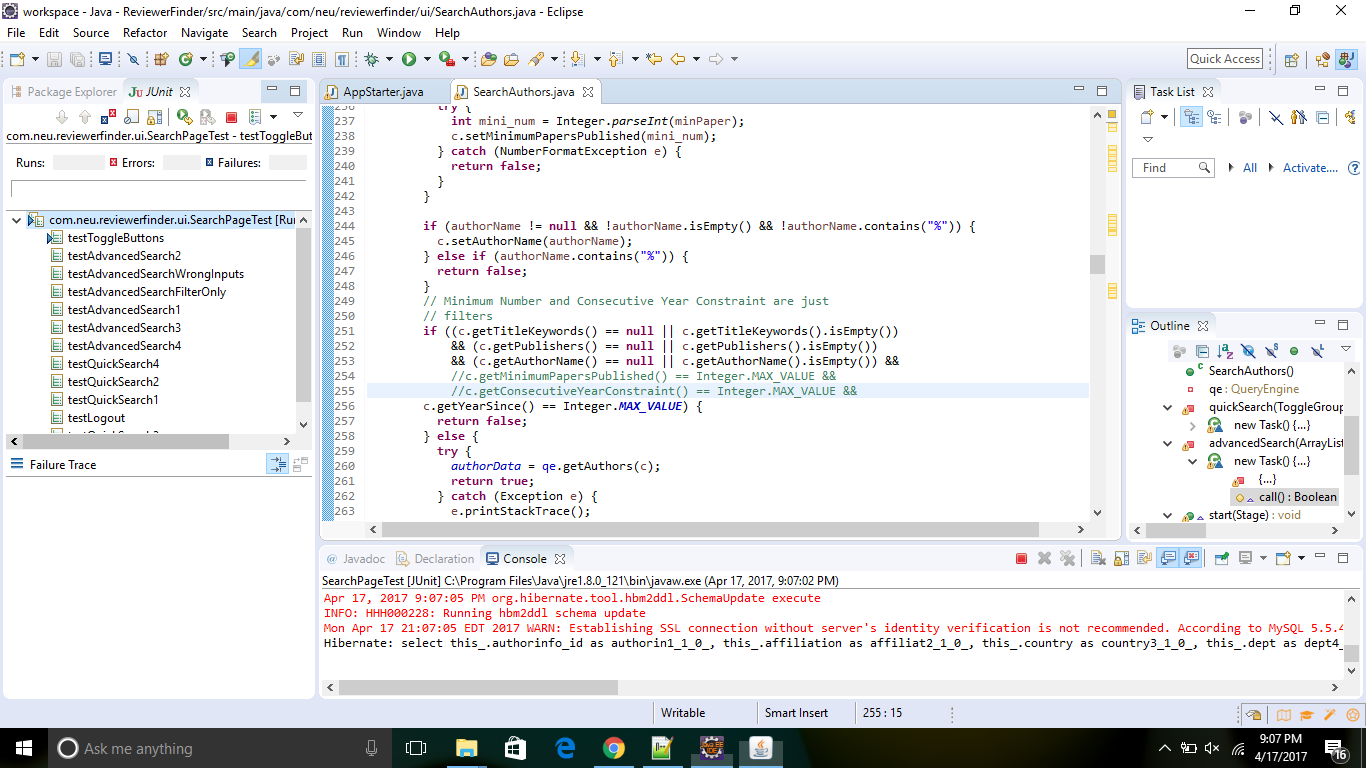 workspace - Java - ReviewerFinder/src/main/java/com/neu/reviewerfinder/ui/SearchAuthors.java - Eclipse
File Edit Source Refactor Navigate Search Project Run Window Help
Quick Access
Package Explorer JUnit
com.neu.reviewerfinder.ui.SearchPageTest - testToggleBut
Runs: Errors: Failures:
com.neu.reviewerfinder.ui.SearchPageTest [Ru
testToggleButtons
testAdvancedSearch2
testAdvancedSearchWrongInputs
testAdvancedSearchFilterOnly
testAdvancedSearch1
testAdvancedSearch3
testAdvancedSearch4
testQuickSearch4
testQuickSearch2
testQuickSearch1
testLogout
Failure Trace
AppStarter.java SearchAuthors.java
236 try {
237 int mini_num = Integer.parseInt(minPaper);
238 c.setMinimumPapersPublished(mini_num);
239 } catch (NumberFormatException e) {
240 return false;
241 }
242 }
243
244 if (authorName != null && !authorName.isEmpty() && !authorName.contains("%")) {
245 c.setAuthorName(authorName);
246 } else if (authorName.contains("%")) {
247 return false;
248 }
249 // Minimum Number and Consecutive Year Constraint are just
250 // filters
251 if ((c.getTitleKeywords() == null || c.getTitleKeywords().isEmpty())
252 && (c.getPublishers() == null || c.getPublishers().isEmpty())
253 && (c.getAuthorName() == null || c.getAuthorName().isEmpty()) &&
254 //c.getMinimumPapersPublished() == Integer.MAX_VALUE &&
255 //c.getConsecutiveYearConstraint() == Integer.MAX_VALUE &&
256 c.getYearSince() == Integer.MAX_VALUE) {
257 return false;
258 } else {
259 try {
260 authorData = qe.getAuthors(c);
261 return true;
262 } catch (Exception e) {
263 e.printStackTrace();
Task List
Find All Activate...
Outline
SearchAuthors()
qe : QueryEngine
quickSearch(ToggleGroup
new Task() {...}
advancedSearch(ArrayList
new Task() {...}
{...}
call() : Boolean
start(Stage) : void
@ Javadoc Declaration Console
SearchPageTest [JUnit] C:\Program Files\Java\jre1.8.0_121\bin\javaw.exe (Apr 17, 2017, 9:07:02 PM)
Apr 17, 2017 9:07:05 PM org.hibernate.tool.hbm2ddl.SchemaUpdate execute
INFO: HHH000228: Running hbm2ddl schema update
Mon Apr 17 21:07:05 EDT 2017 WARN: Establishing SSL connection without server's identity verification is not recommended. According to MySQL 5.5.4
Hibernate: select this_.authorinfo_id as authorin1_1_0_, this_.affiliation as affiliat2_1_0_, this_.country as country3_1_0_, this_.dept as dept4_
Writable Smart Insert 255 : 15
Ask me anything
9:07 PM
4/17/2017
16